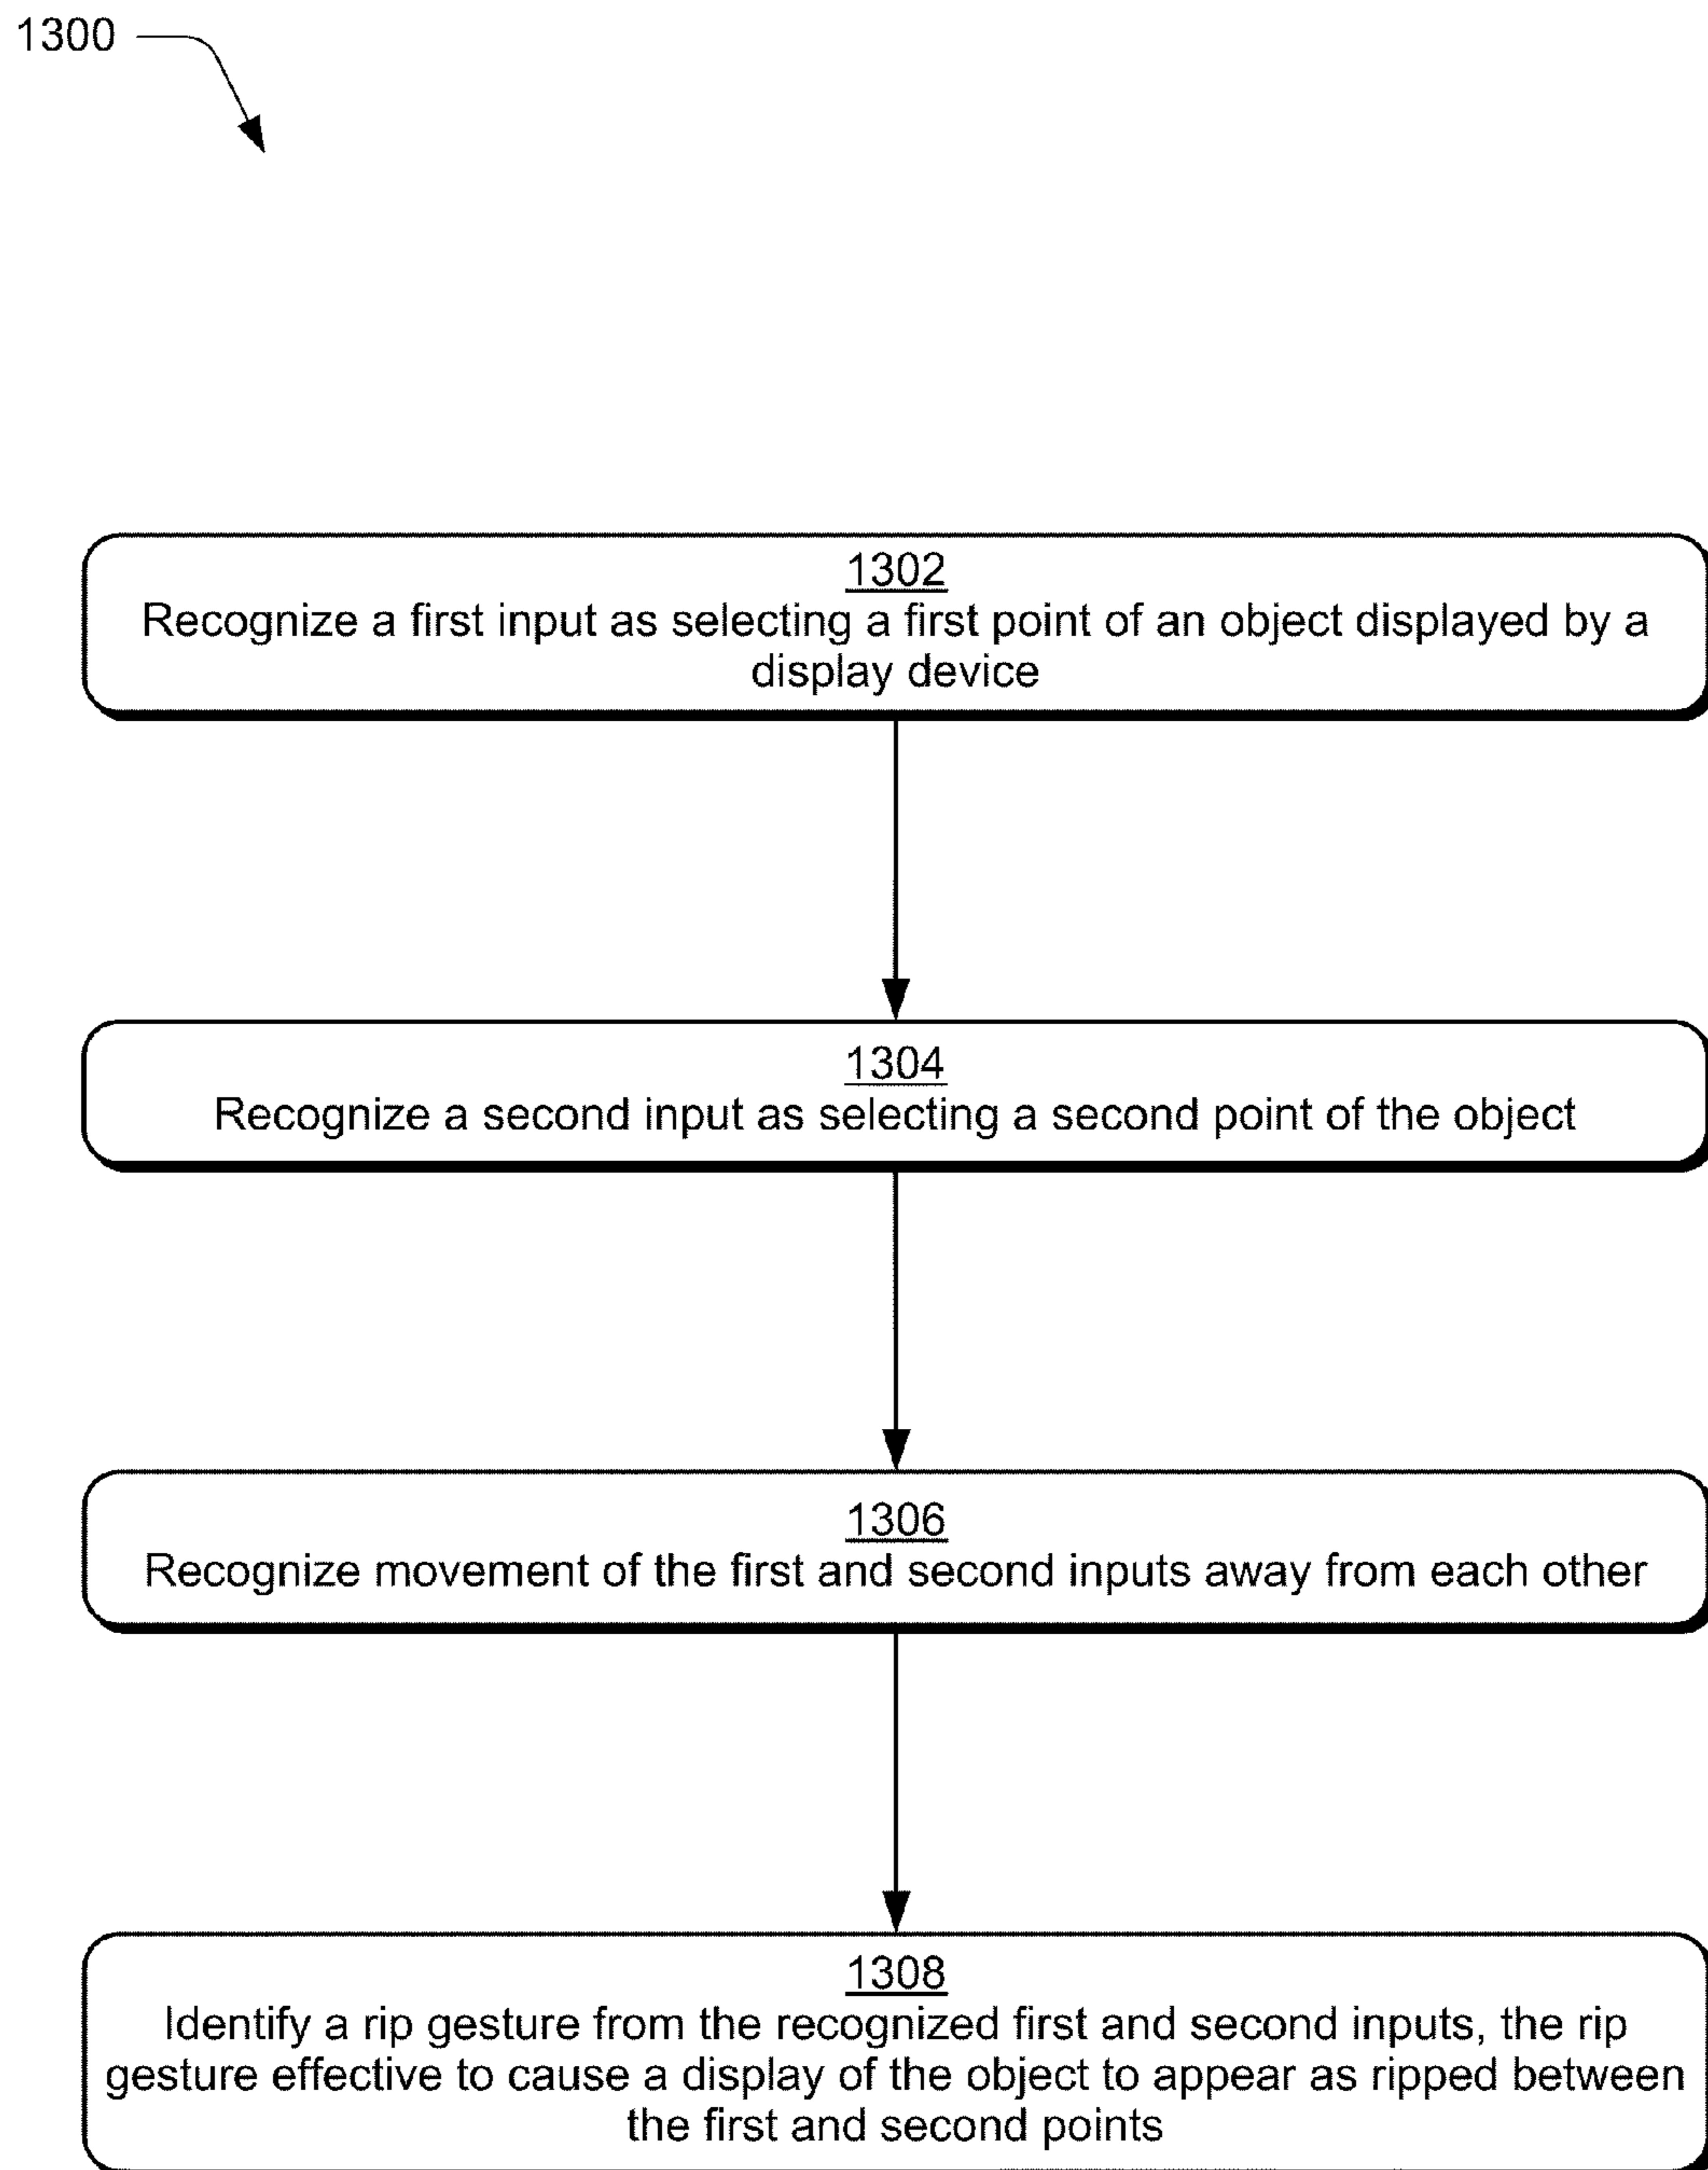 1300
1302
Recognize a first input as selecting a first point of an object displayed by a
display device
1304
Recognize a second input as selecting a second point of the object
1306
Recognize movement of the first and second inputs away from each other
1308
Identify a rip gesture from the recognized first and second inputs, the rip
gesture effective to cause a display of the object to appear as ripped between
the first and second points